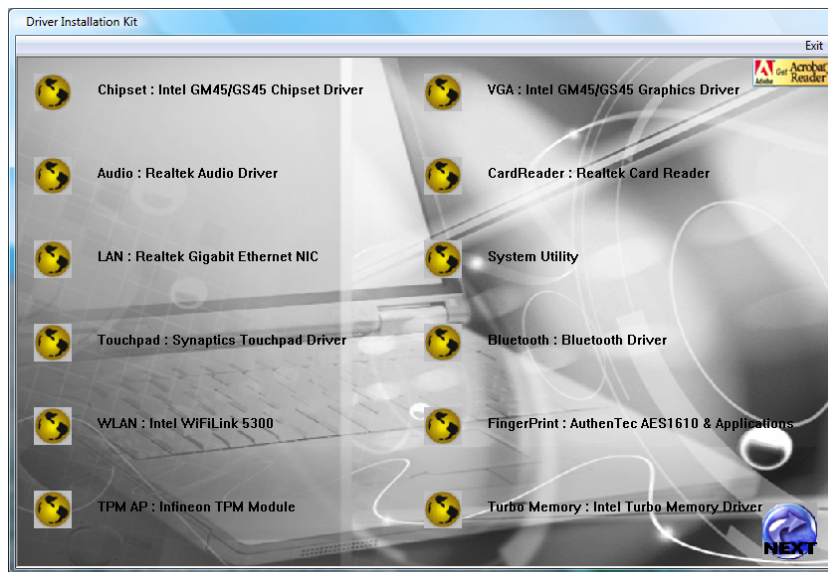 Driver Installation Kit
Exit
Adobe
Get Acrobat
Reader
Chipset : Intel GM45/GS45 Chipset Driver
VGA : Intel GM45/GS45 Graphics Driver
Audio : Realtek Audio Driver
CardReader : Realtek Card Reader
LAN : Realtek Gigabit Ethernet NIC
System Utility
Touchpad : Synaptics Touchpad Driver
Bluetooth : Bluetooth Driver
WLAN : Intel WiFiLink 5300
FingerPrint : AuthenTec AES1610 & Applications
TPM AP : Infineon TPM Module
Turbo Memory : Intel Turbo Memory Driver
NEXT